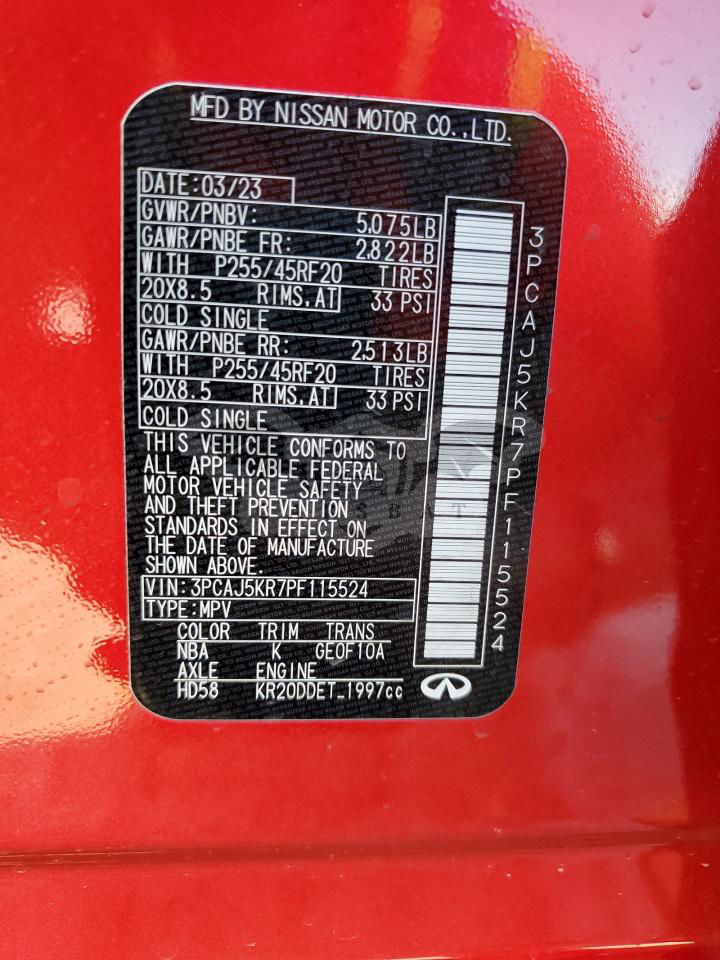 MFD BY NISSAN MOTOR CO.,LTD.
DATE:03/23
GVWR/PNBV: 5.075LB
GAWR/PNBE FR: 2.822LB
WITH P255/45RF20 TIRES
20X8.5 RIMS.AT 33 PSI
COLD SINGLE
GAWR/PNBE RR: 2.513LB
WITH P255/45RF20 TIRES
20X8.5 RIMS.AT 33 PSI
COLD SINGLE
THIS VEHICLE CONFORMS TO
ALL APPLICABLE FEDERAL
MOTOR VEHICLE SAFETY
AND THEFT PREVENTION
STANDARDS IN EFFECT ON
THE DATE OF MANUFACTURE
SHOWN ABOVE.
VIN:3PCAJ5KR7PF115524
TYPE:MPV
COLOR TRIM TRANS
NBA K GE0F10A
AXLE ENGINE
HD58 KR20DDET_1997cc
3PCAJ5KR7PF115524